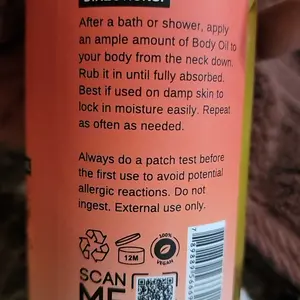 DIRECTIONS:
After a bath or shower, apply
an ample amount of Body Oil to
your body from the neck down.
Rub it in until fully absorbed.
Best if used on damp skin to
lock in moisture easily. Repeat
as often as needed.
Always do a patch test before
the first use to avoid potential
allergic reactions. Do not
ingest. External use only.
12M
100%
VEGAN
SCAN
ME